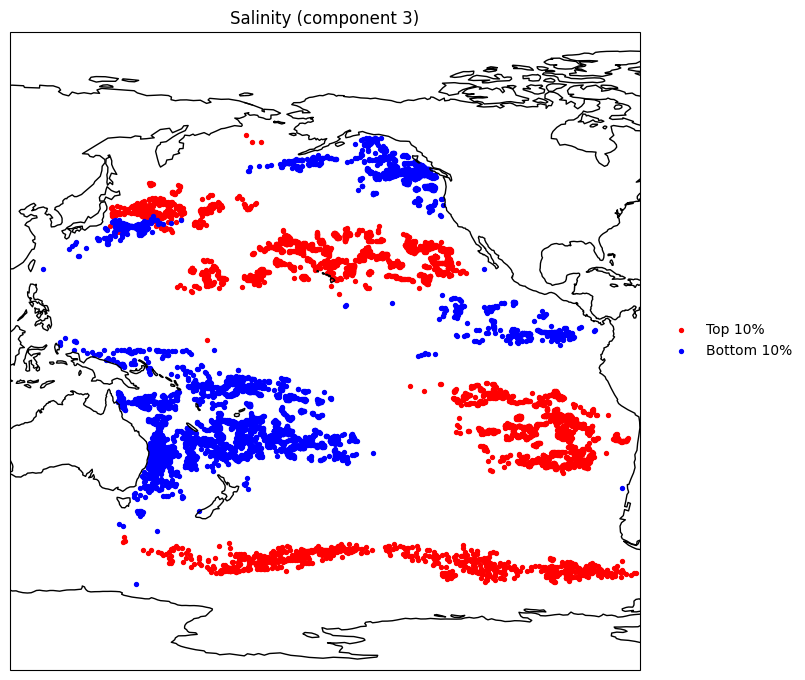 Salinity (component 3)
Top 10%
Bottom 10%